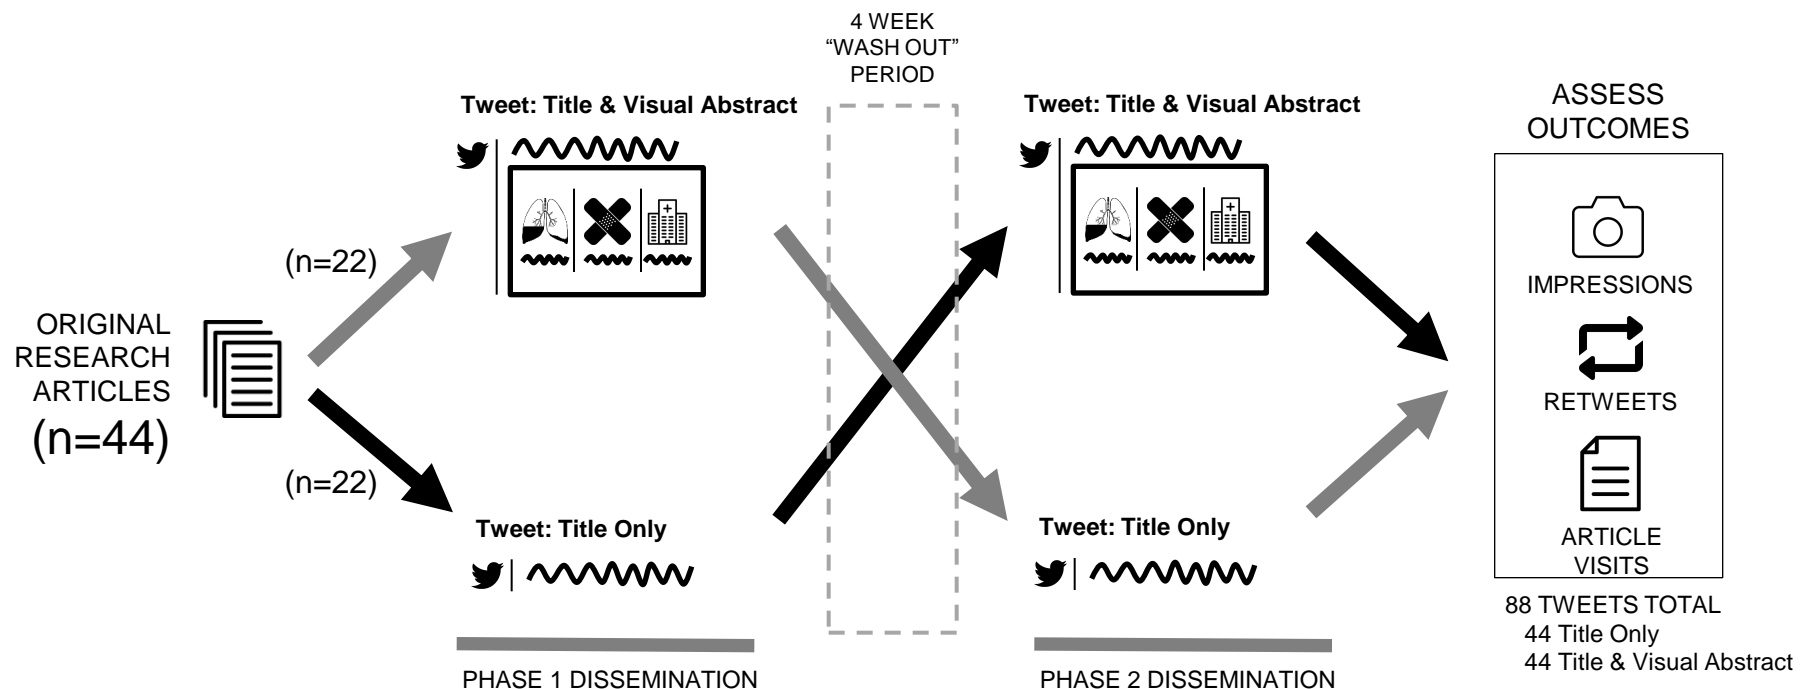 ORIGINAL
RESEARCH
ARTICLES
(n=44)
(n=22)
(n=22)
Tweet: Title & Visual Abstract
Tweet: Title Only
PHASE 1 DISSEMINATION
4 WEEK
“WASH OUT”
PERIOD
Tweet: Title & Visual Abstract
Tweet: Title Only
PHASE 2 DISSEMINATION
ASSESS
OUTCOMES
IMPRESSIONS
RETWEETS
ARTICLE
VISITS
88 TWEETS TOTAL
44 Title Only
44 Title & Visual Abstract